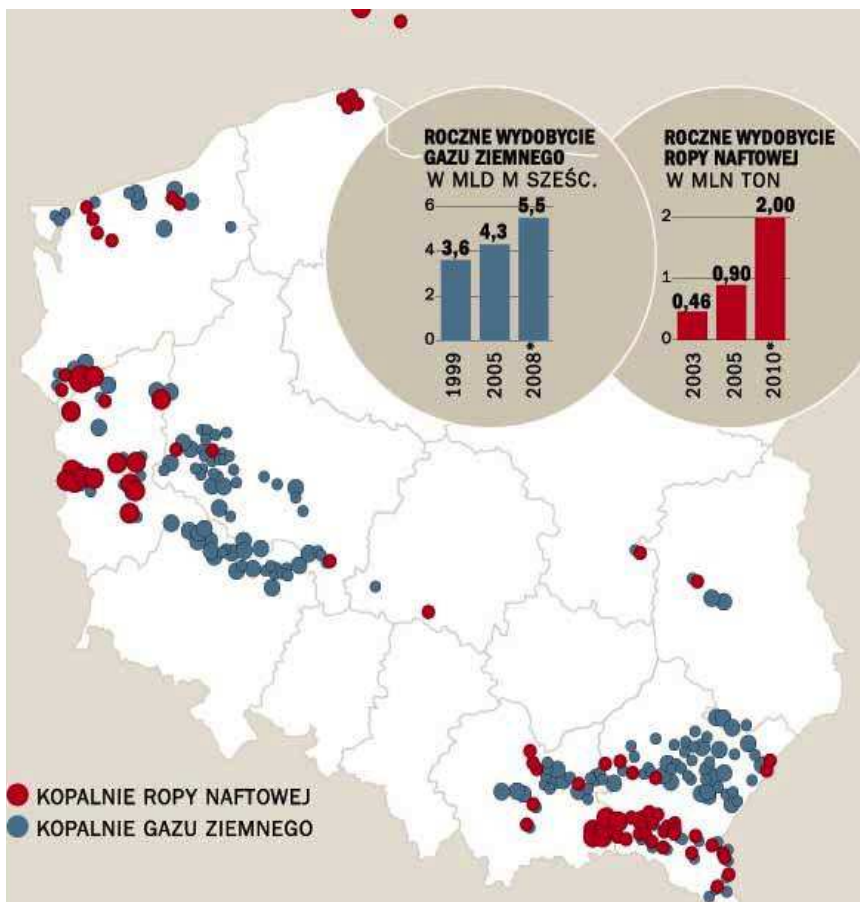 ROCZNE WYDOBYCIE
GAZU ZIEMNEGO
W MLD M SZEŚC.
6
4
2
0
3,6
4,3
5,5
1999
2005
2008*
ROCZNE WYDOBYCIE
ROPY NAFTOWEJ
W MLN TON
2
1
0
0,46
0,90
2,00
2003
2005
2010*
KOPALNIE ROPY NAFTOWEJ
KOPALNIE GAZU ZIEMNEGO